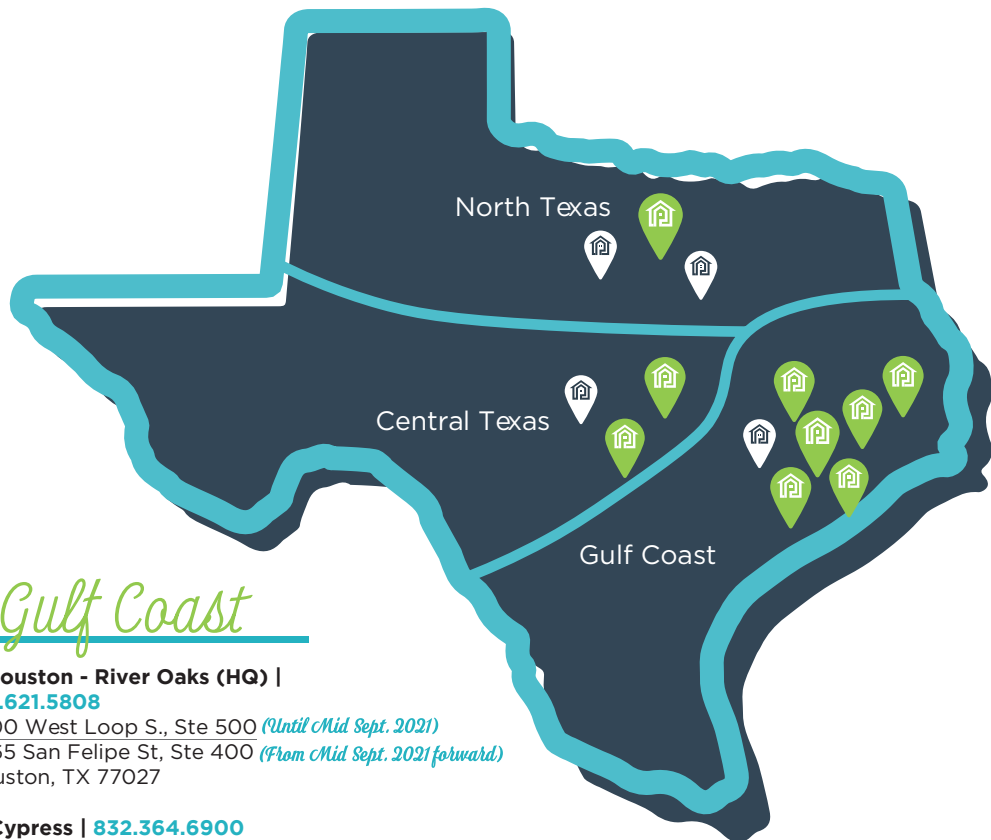 North Texas
Central Texas
Gulf Coast
Gulf Coast
ouston - River Oaks (HQ) |
.621.5808
00 West Loop S., Ste 500 (Until Mid Sept. 2021)
55 San Felipe St, Ste 400 (From Mid Sept. 2021 forward)
uston, TX 77027
Cypress | 832.364.6900